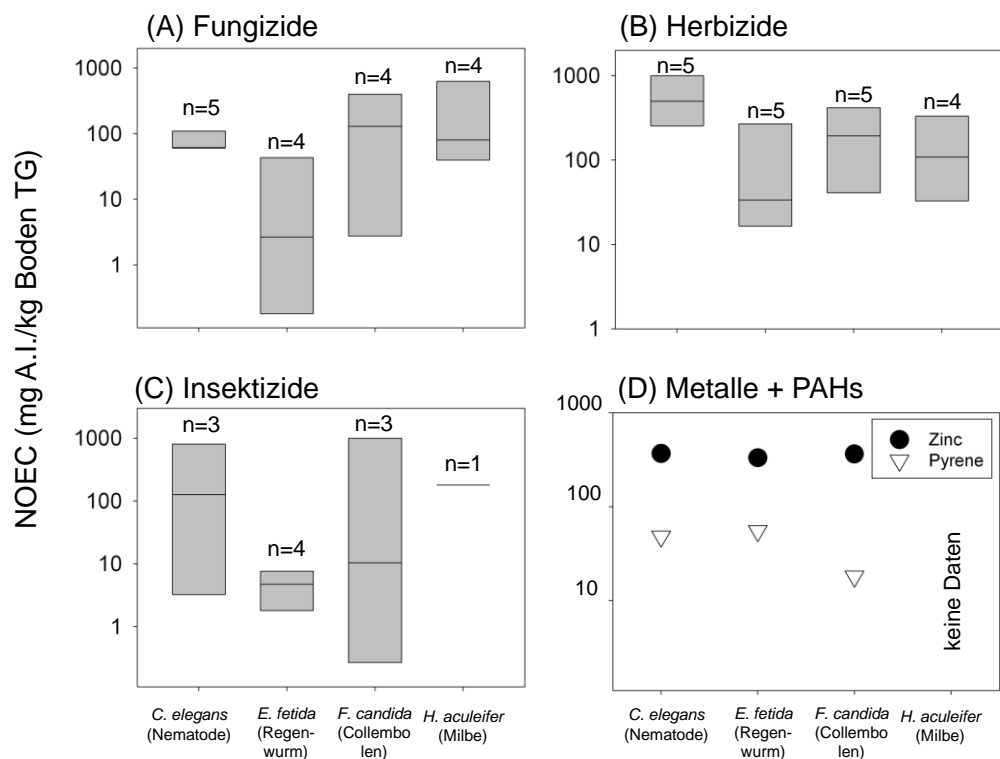 (A) Fungizide
(B) Herbizide
NOEC (mg A.I./kg Boden TG)
1000
100
10
1
n=5
n=4
n=4
n=4
1000
100
10
1
n=5
n=5
n=5
n=4
(C) Insektizide
(D) Metalle + PAHs
1000
100
10
1
n=3
n=4
n=3
n=1
C. elegans
(Nematode)
E. fetida
(Regen-
wurm)
F. candida
(Collembo
len)
H. aculeifer
(Milbe)
1000
100
10
Zinc
Pyrene
keine Daten
C. elegans
(Nematode)
E. fetida
(Regen-
wurm)
F. candida
(Collembo
len)
H. aculeifer
(Milbe)